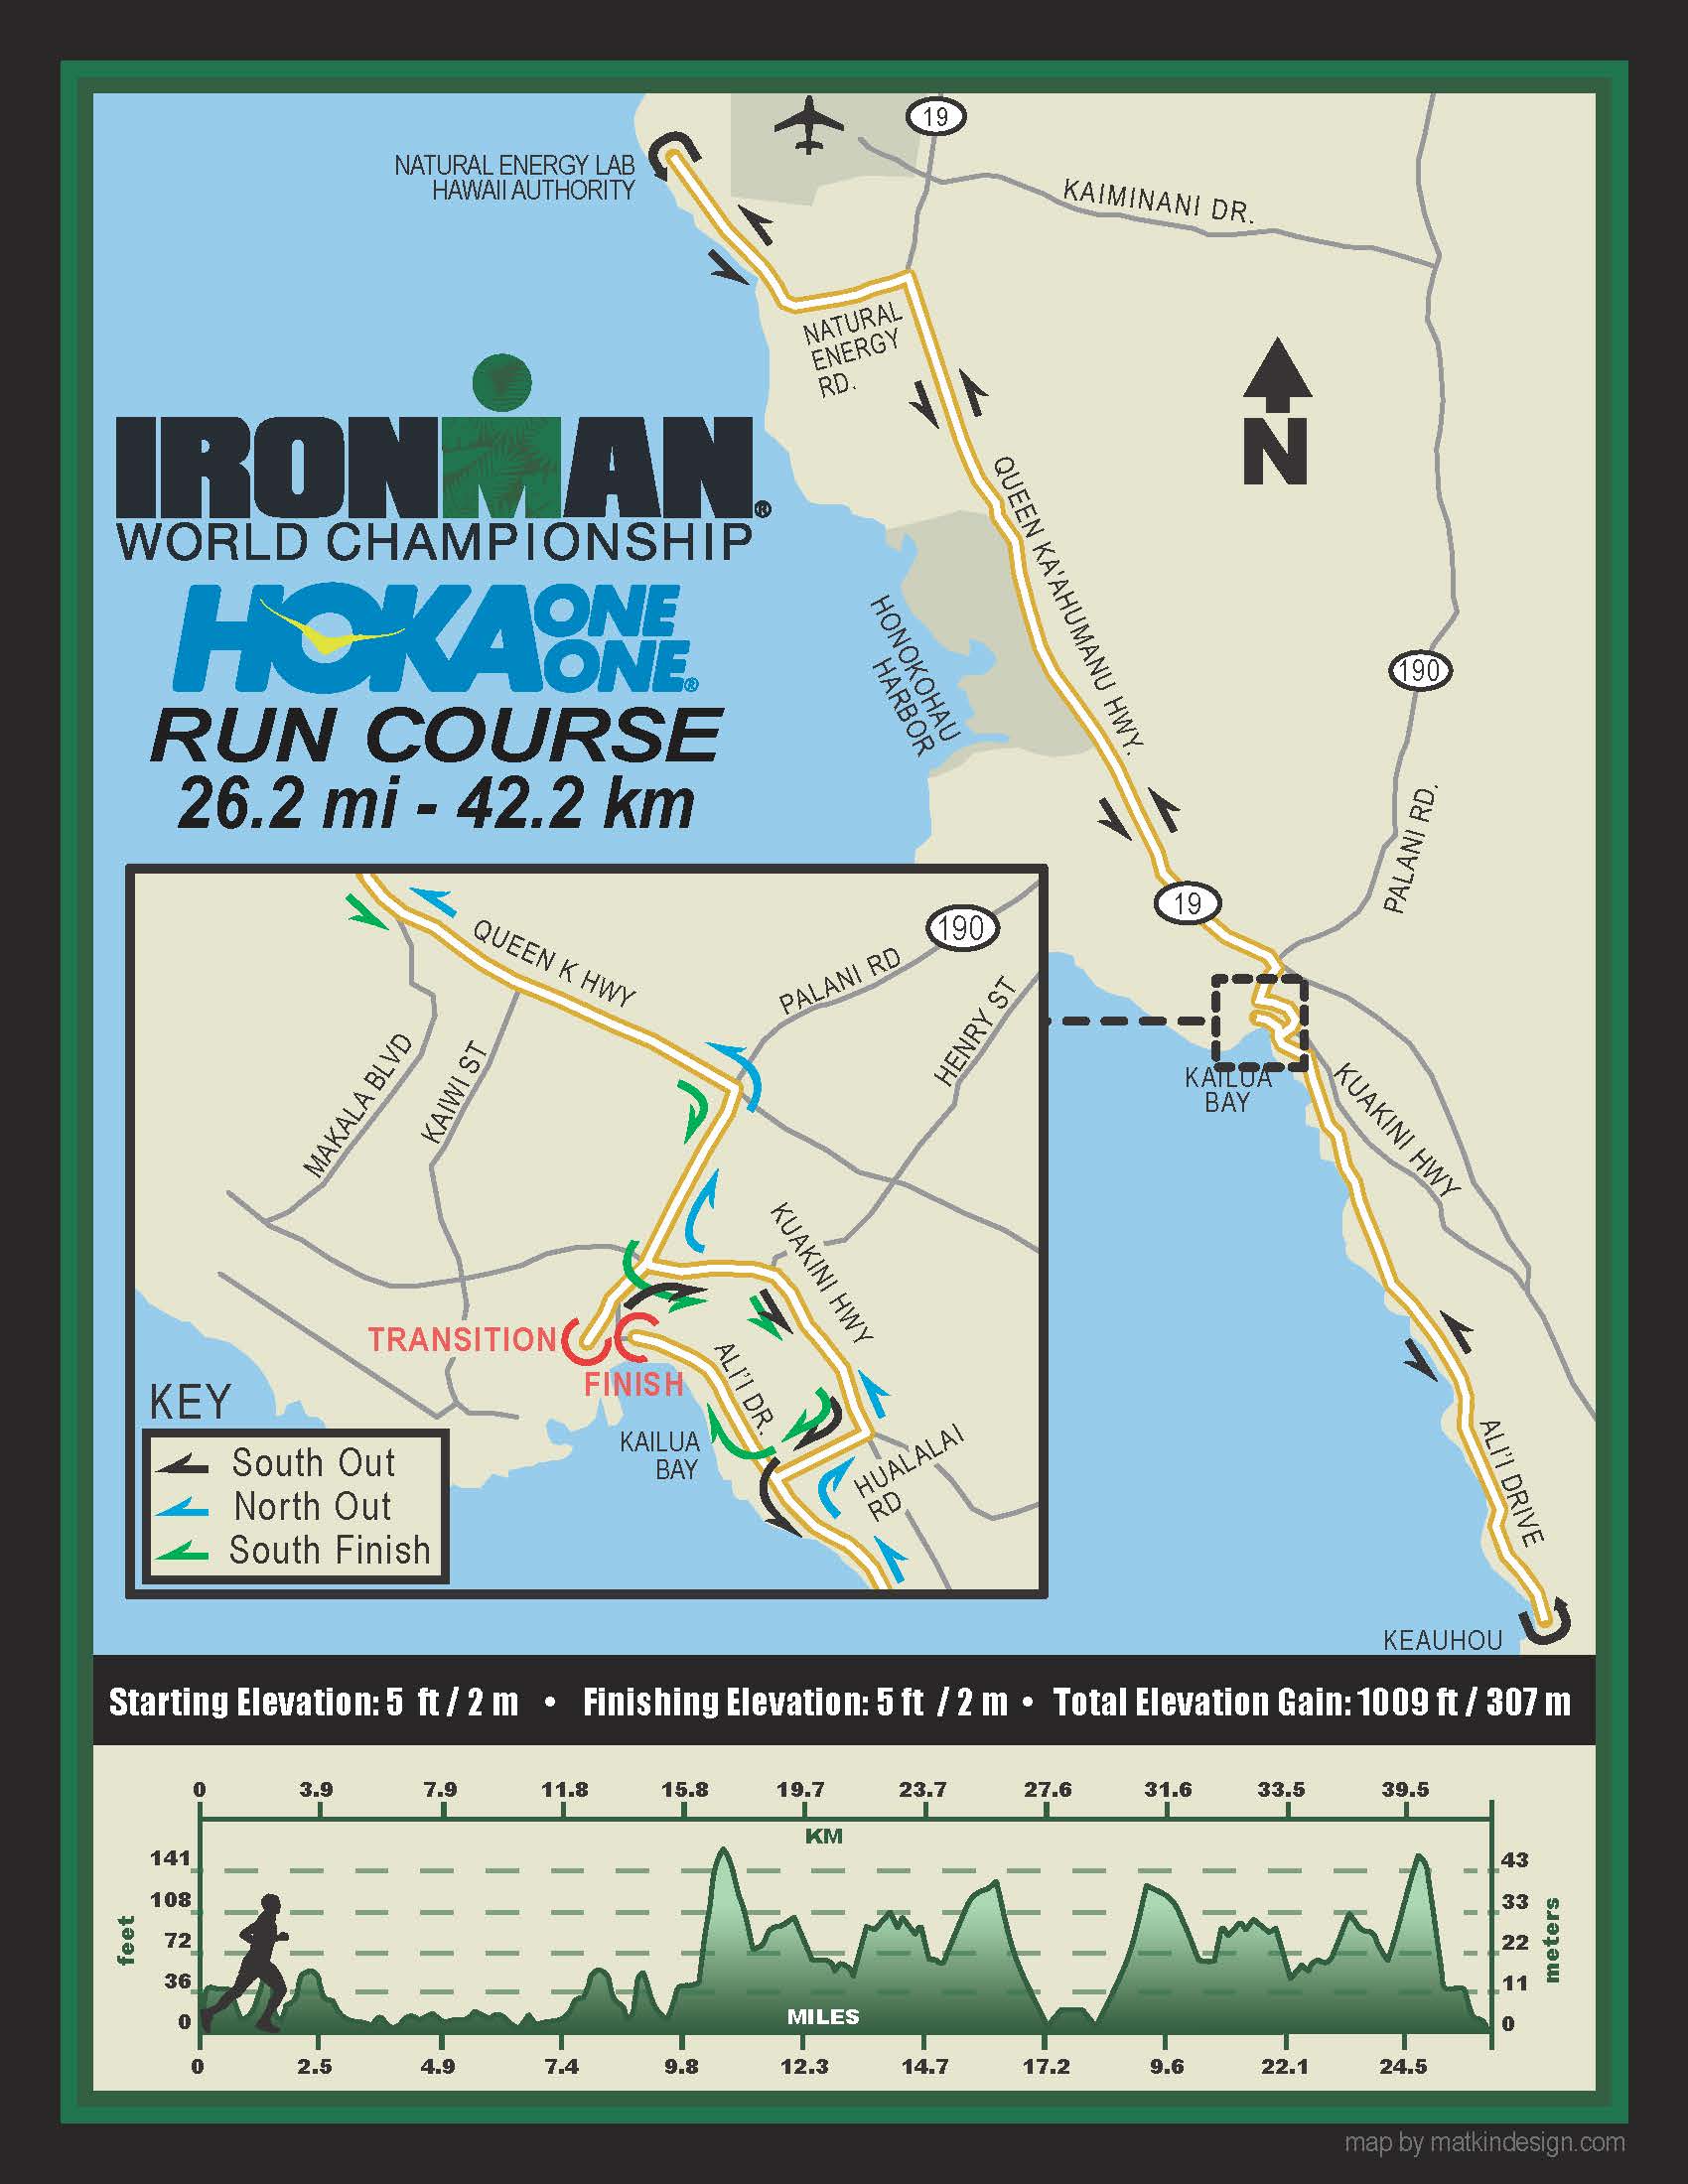 19
NATURAL ENERGY LAB
HAWAII AUTHORITY
KAIMINANI DR.
NATURAL
ENERGY
RD.
N
IRONMAN®
WORLD CHAMPIONSHIP
HOKA ONE
ONE®
RUN COURSE
26.2 mi - 42.2 km
QUEEN KA'AHUMANU HWY.
HONOKOHAU
HARBOR
190
PALANI RD.
19
KAILUA
BAY
KUAKINI HWY
ALI'I DRIVE
KEAUHOU
QUEEN K HWY
190
PALANI RD
HENRY ST
MAKALA BLVD
KAIWI ST
KUAKINI HWY
TRANSITION
FINISH
ALI'I DR.
KAILUA
BAY
HUALALAI
RD
KEY
South Out
North Out
South Finish
Starting Elevation: 5 ft / 2 m • Finishing Elevation: 5 ft / 2 m • Total Elevation Gain: 1009 ft / 307 m
0 3.9 7.9 11.8 15.8 19.7 23.7 27.6 31.6 33.5 39.5
KM
141
108
72
36
0
feet
43
33
22
11
0
meters
MILES
0 2.5 4.9 7.4 9.8 12.3 14.7 17.2 9.6 22.1 24.5
map by matkindesign.com